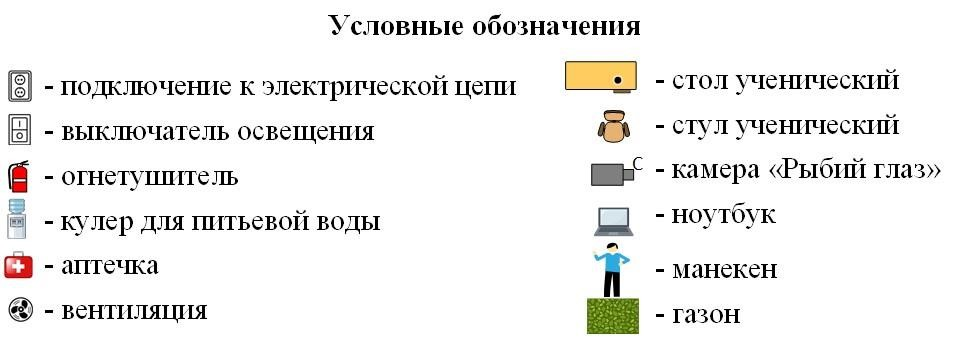 Условные обозначения
- подключение к электрической цепи
- выключатель освещения
- огнетушитель
- кулер для питьевой воды
- аптечка
- вентиляция
- стол ученический
- стул ученический
С - камера «Рыбий глаз»
- ноутбук
- манекен
- газон